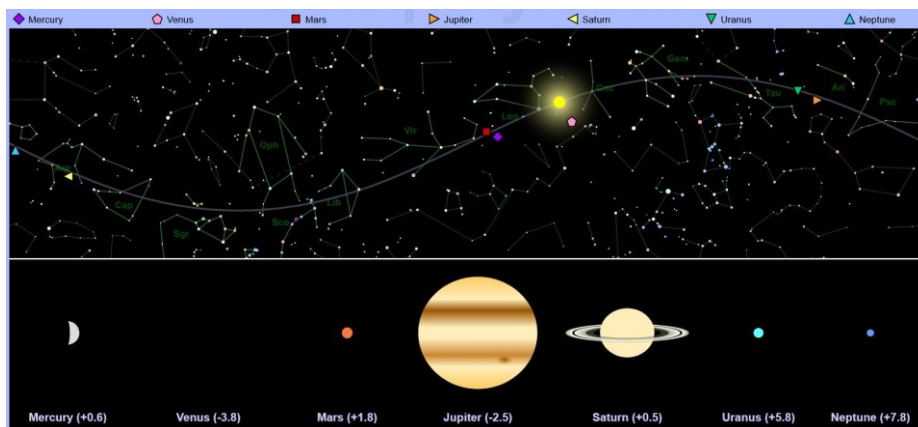 Mercury Venus Mars Jupiter Saturn Uranus Neptune
Gem
Cnc
Tau
Ari
Psc
Leo
Vir
Oph
Aqr
Cap
Lib
Sco
Sgr
Mercury (+0.6) Venus (-3.8) Mars (+1.8) Jupiter (-2.5) Saturn (+0.5) Uranus (+5.8) Neptune (+7.8)